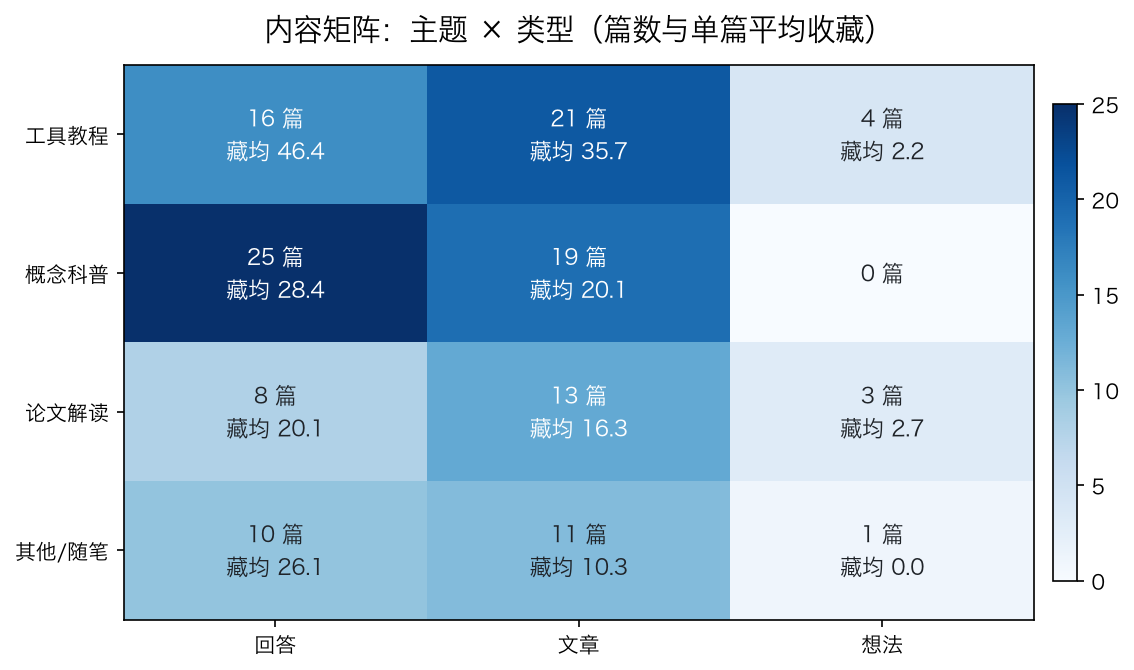 内容矩阵：主题 × 类型（篇数与单篇平均收藏）
工具教程
16 篇
藏均 46.4
21 篇
藏均 35.7
4 篇
藏均 2.2
概念科普
25 篇
藏均 28.4
19 篇
藏均 20.1
0 篇
论文解读
8 篇
藏均 20.1
13 篇
藏均 16.3
3 篇
藏均 2.7
其他/随笔
10 篇
藏均 26.1
11 篇
藏均 10.3
1 篇
藏均 0.0
回答
文章
想法
25
20
15
10
5
0